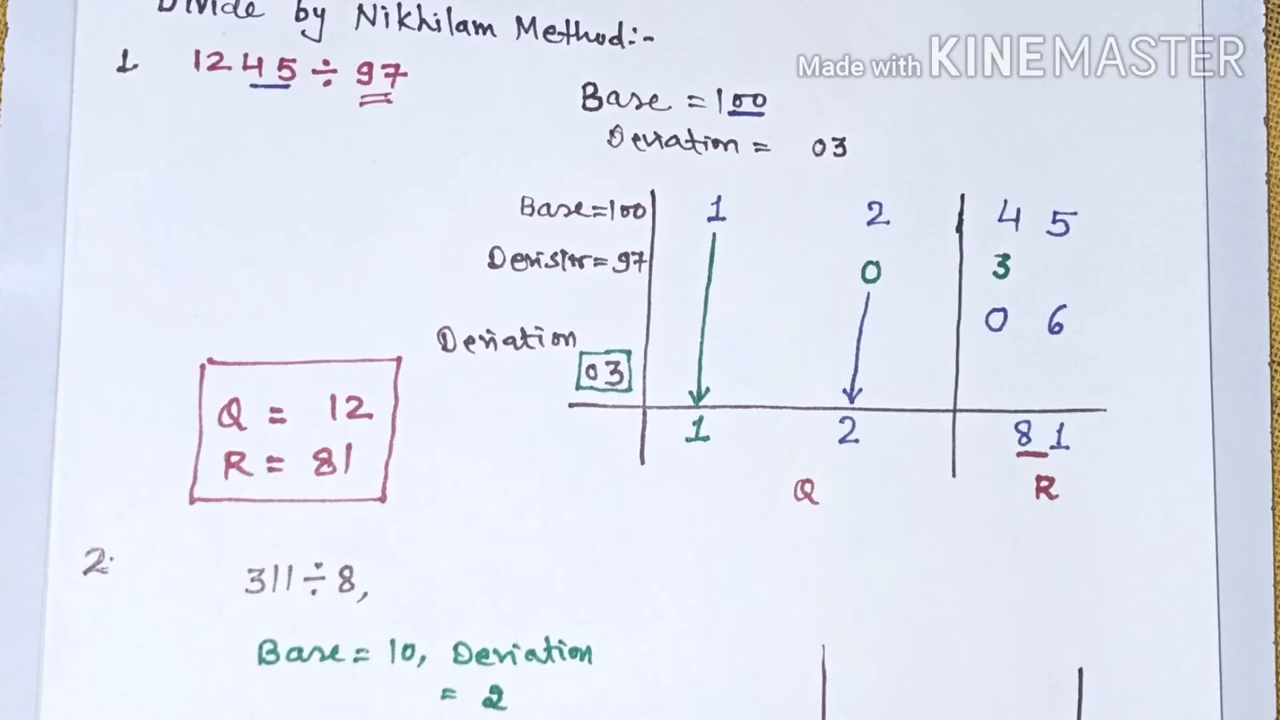 Divide by Nikhilam Method:-
Made with KINEMASTER
1. 1245 ÷ 97
Base = 100
Deviation = 03
Base=100 1 2 4 5
Devistor=97 0 3
0 6
Deviation
03
1 2 81
Q R
Q = 12
R = 81
2. 311÷8,
Base = 10, Deviation
= 2